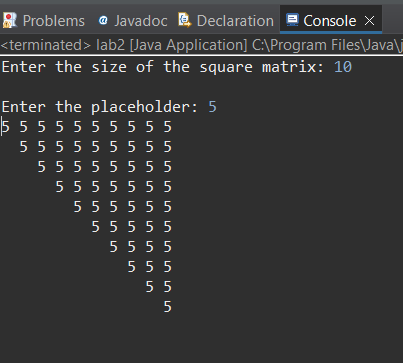 Problems @ Javadoc Declaration Console ×
<terminated> lab2 [Java Application] C:\Program Files\Java\j
Enter the size of the square matrix: 10
Enter the placeholder: 5
5 5 5 5 5 5 5 5 5 5
  5 5 5 5 5 5 5 5 5
    5 5 5 5 5 5 5 5
      5 5 5 5 5 5 5
        5 5 5 5 5 5
          5 5 5 5 5
            5 5 5 5
              5 5 5
                5 5
                  5